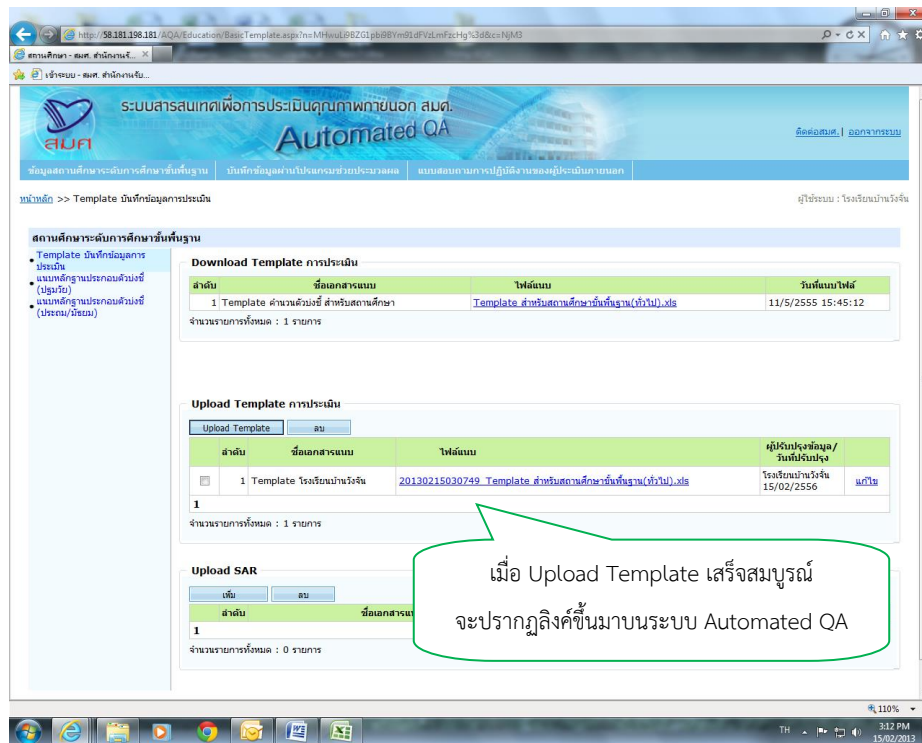 http://58.181.198.181/AQA/Education/BasicTemplate.aspx?n=MHwuLi9BZG1pbi9BYm91dFVzLmFzcHg%3d&c=NjM3
สถานศึกษา - สมศ. สำนักงานรั...
เข้าระบบ - สมศ. สำนักงานรับ...
ระบบสารสนเทศเพื่อการประเมินคุณภาพภายนอก สมศ.
Automated QA
สมศ
ติดต่อสมศ. | ออกจากระบบ
ข้อมูลสถานศึกษาระดับการศึกษาขั้นพื้นฐาน บันทึกข้อมูลผ่านโปรแกรมช่วยประมวลผล แบบสอบถามการปฏิบัติงานของผู้ประเมินภายนอก
หน้าหลัก >> Template บันทึกข้อมูลการประเมิน
ผู้ใช้ระบบ : โรงเรียนบ้านวังจั่น
สถานศึกษาระดับการศึกษาขั้นพื้นฐาน
Template บันทึกข้อมูลการ
ประเมิน
แนบหลักฐานประกอบตัวบ่งชี้
(ปฐมวัย)
แนบหลักฐานประกอบตัวบ่งชี้
(ประถม/มัธยม)
Download Template การประเมิน
ลำดับ ชื่อเอกสารแนบ ไฟล์แนบ วันที่แนบไฟล์
1 Template คำนวนตัวบ่งชี้ สำหรับสถานศึกษา Template สำหรับสถานศึกษาขั้นพื้นฐาน(ทั่วไป).xls 11/5/2555 15:45:12
จำนวนรายการทั้งหมด : 1 รายการ
Upload Template การประเมิน
Upload Template ลบ
ลำดับ ชื่อเอกสารแนบ ไฟล์แนบ ผู้ปรับปรุงข้อมูล/
วันที่ปรับปรุง
1 Template โรงเรียนบ้านวังจั่น 20130215030749_Template สำหรับสถานศึกษาขั้นพื้นฐาน(ทั่วไป).xls โรงเรียนบ้านวังจั่น
15/02/2556 แก้ไข
1
จำนวนรายการทั้งหมด : 1 รายการ
เมื่อ Upload Template เสร็จสมบูรณ์
จะปรากฏลิงค์ขึ้นมาบนระบบ Automated QA
Upload SAR
เพิ่ม ลบ
ลำดับ ชื่อเอกสารแนบ
1
จำนวนรายการทั้งหมด : 0 รายการ
110%
TH
3:12 PM
15/02/2013